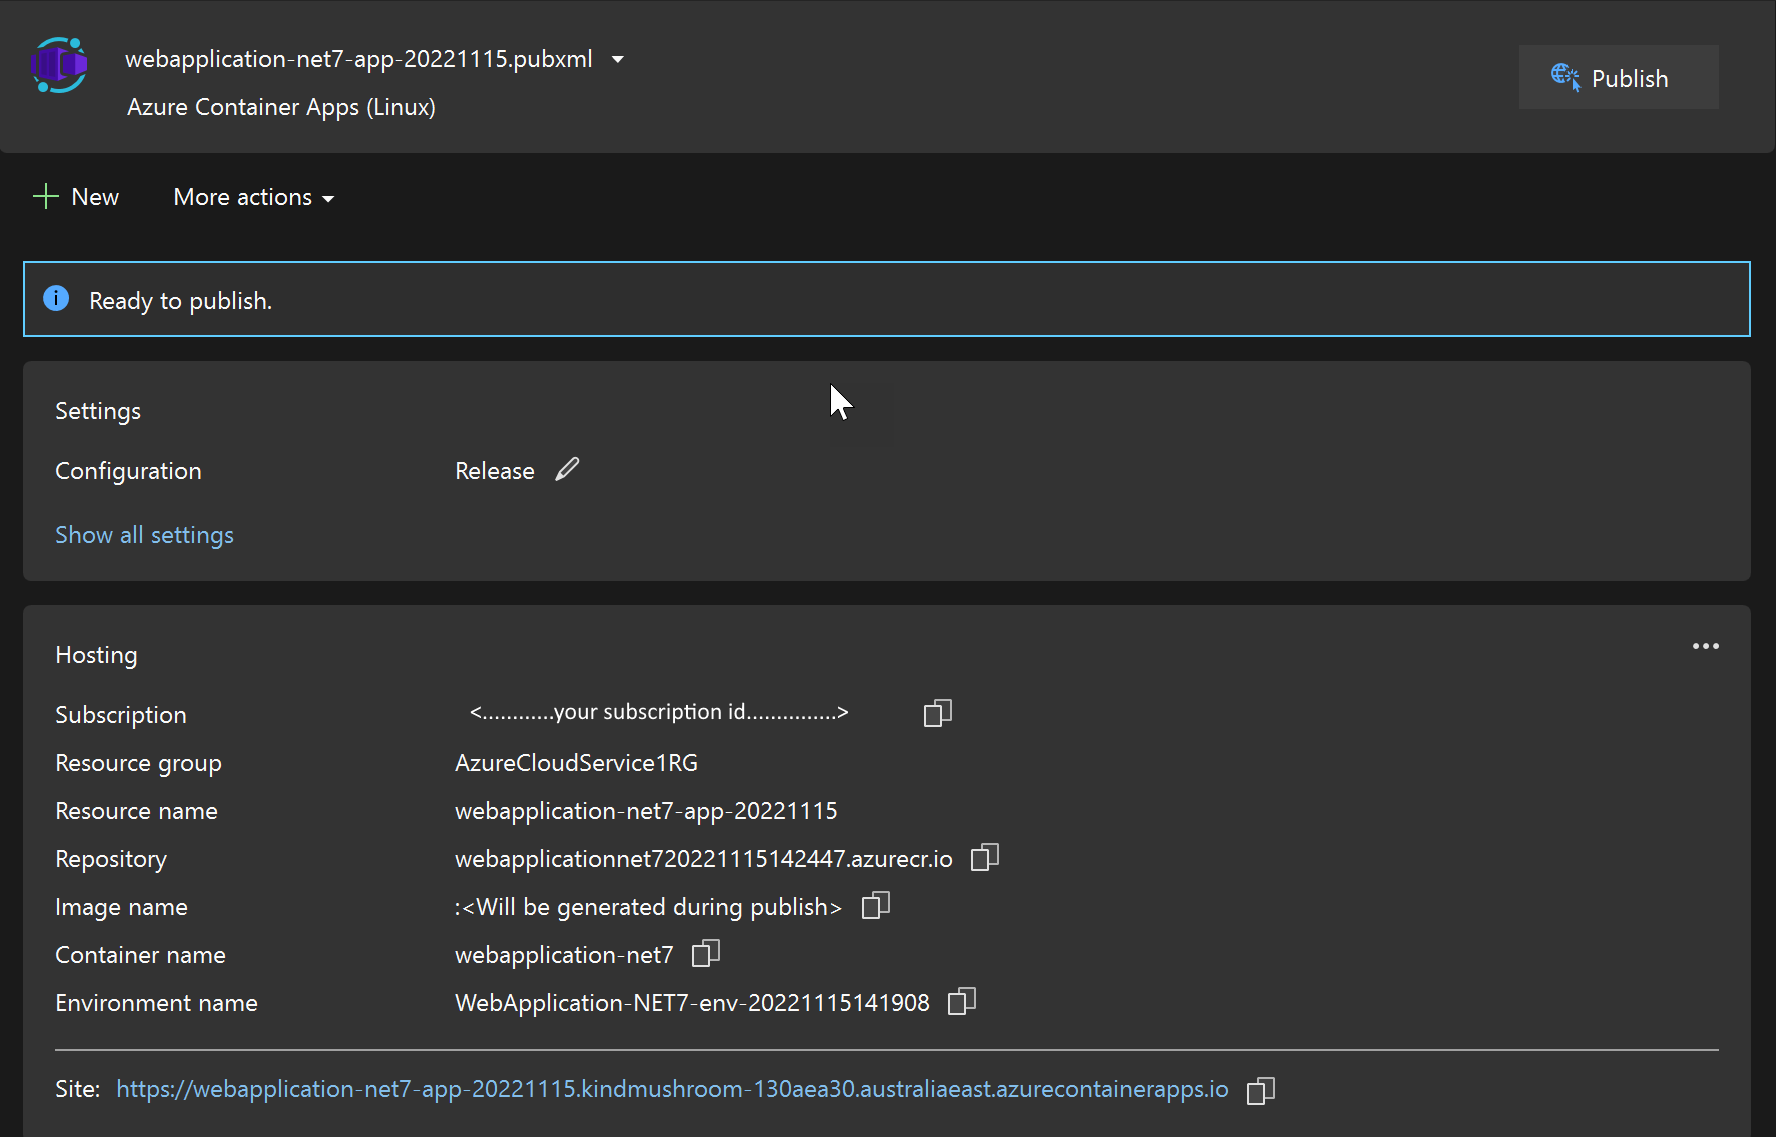 webapplication-net7-app-20221115.pubxml
Azure Container Apps (Linux)
Publish
New More actions
Ready to publish.
Settings
Configuration Release
Show all settings
Hosting
Subscription <............your subscription id...............>
Resource group AzureCloudService1RG
Resource name webapplication-net7-app-20221115
Repository webapplicationnet720221115142447.azurecr.io
Image name :<Will be generated during publish>
Container name webapplication-net7
Environment name WebApplication-NET7-env-20221115141908
Site: https://webapplication-net7-app-20221115.kindmushroom-130aea30.australiaeast.azurecontainerapps.io